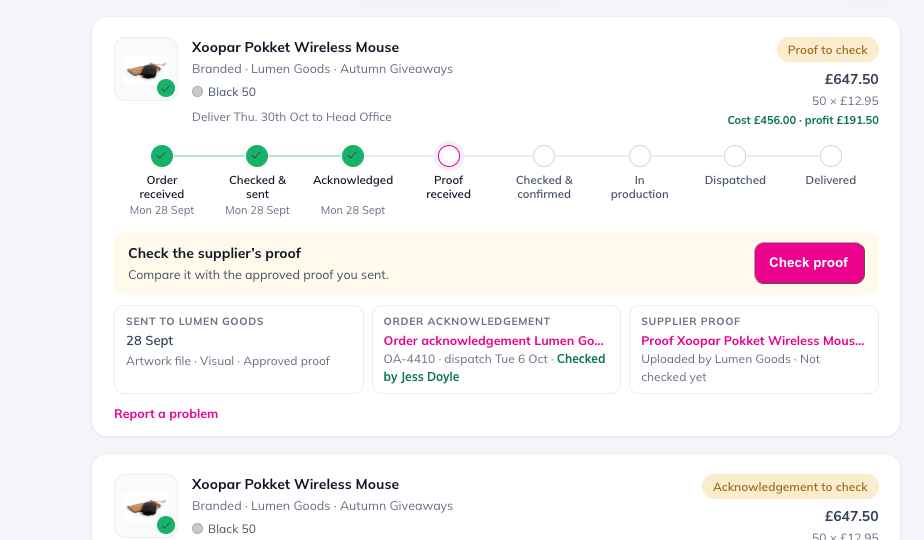 Xoopar Pokket Wireless Mouse
Proof to check
Branded · Lumen Goods · Autumn Giveaways
£647.50
Black 50
50 × £12.95
Deliver Thu. 30th Oct to Head Office
Cost £456.00 · profit £191.50
Order received
Mon 28 Sept
Checked & sent
Mon 28 Sept
Acknowledged
Mon 28 Sept
Proof received
Checked & confirmed
In production
Dispatched
Delivered
Check the supplier's proof
Compare it with the approved proof you sent.
Check proof
SENT TO LUMEN GOODS
28 Sept
Artwork file · Visual · Approved proof
ORDER ACKNOWLEDGEMENT
Order acknowledgement Lumen Go...
OA-4410 · dispatch Tue 6 Oct · Checked
by Jess Doyle
SUPPLIER PROOF
Proof Xoopar Pokket Wireless Mous...
Uploaded by Lumen Goods · Not
checked yet
Report a problem
Xoopar Pokket Wireless Mouse
Acknowledgement to check
Branded · Lumen Goods · Autumn Giveaways
£647.50
Black 50
50 × £12.95